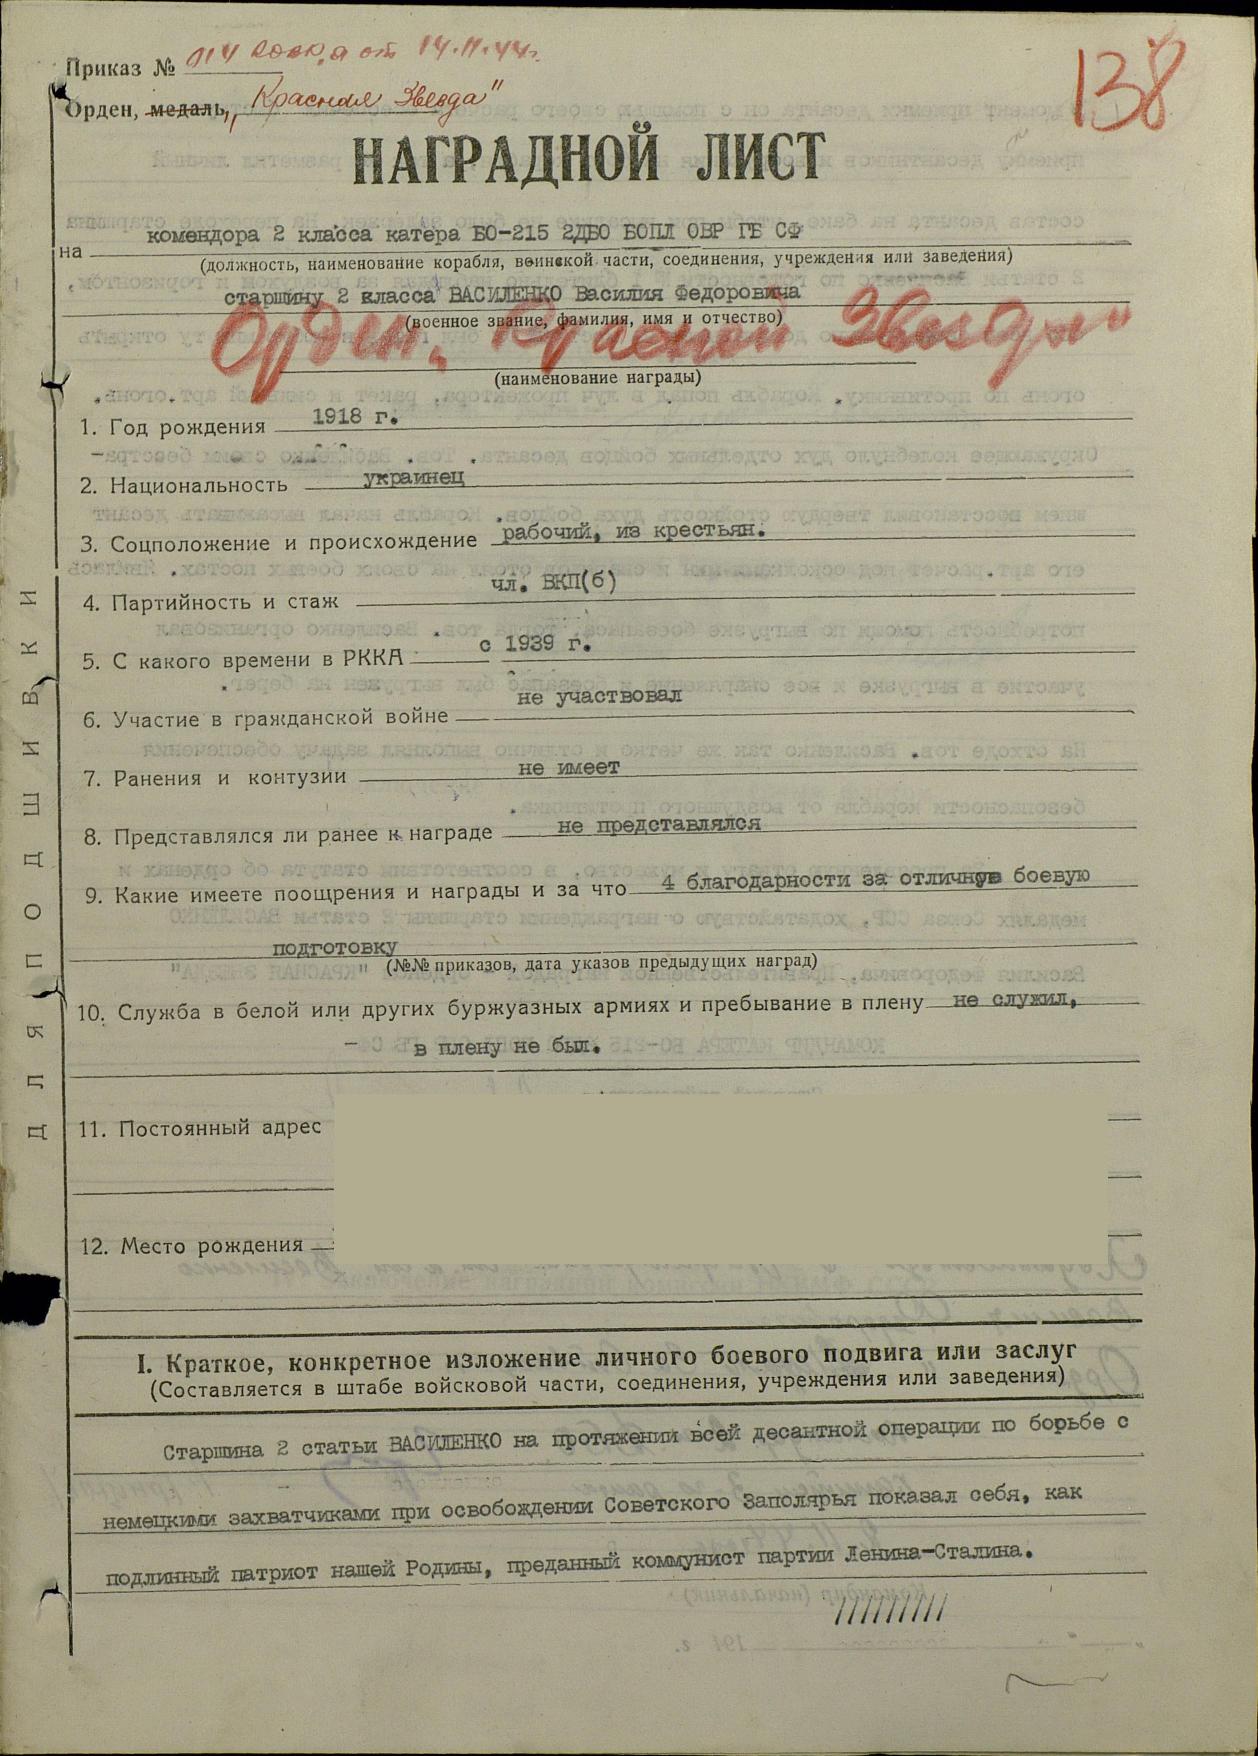 138
Приказ № от 14.11.44г.
Орден, медаль, „Красная Звезда"
НАГРАДНОЙ ЛИСТ
на комендора 2 класса катера БО-215 2ДБО БОПЛ ОВР ГБ СФ
(должность, наименование корабля, воинской части, соединения, учреждения или заведения)
старшину 2 класса ВАСИЛЕНКО Василия Федоровича
(военное звание, фамилия, имя и отчество)
Орден „Красной Звезды"
(наименование награды)
1. Год рождения 1918 г.
2. Национальность украинец
3. Соцположение и происхождение рабочий, из крестьян.
4. Партийность и стаж чл. ВКП(б)
5. С какого времени в РККА с 1939 г.
6. Участие в гражданской войне не участвовал
7. Ранения и контузии не имеет
8. Представлялся ли ранее к награде не представлялся
9. Какие имеете поощрения и награды и за что 4 благодарности за отличную боевую
подготовку
(№№ приказов, дата указов предыдущих наград)
10. Служба в белой или других буржуазных армиях и пребывание в плену не служил,
- в плену не был.
11. Постоянный адрес
12. Место рождения
I. Краткое, конкретное изложение личного боевого подвига или заслуг
(Составляется в штабе войсковой части, соединения, учреждения или заведения)
Старшина 2 статьи ВАСИЛЕНКО на протяжении всей десантной операции по борьбе с
немецкими захватчиками при освобождении Советского Заполярья показал себя, как
подлинный патриот нашей Родины, преданный коммунист партии Ленина-Сталина.
//////////
ДЛЯ ПОДШИВКИ